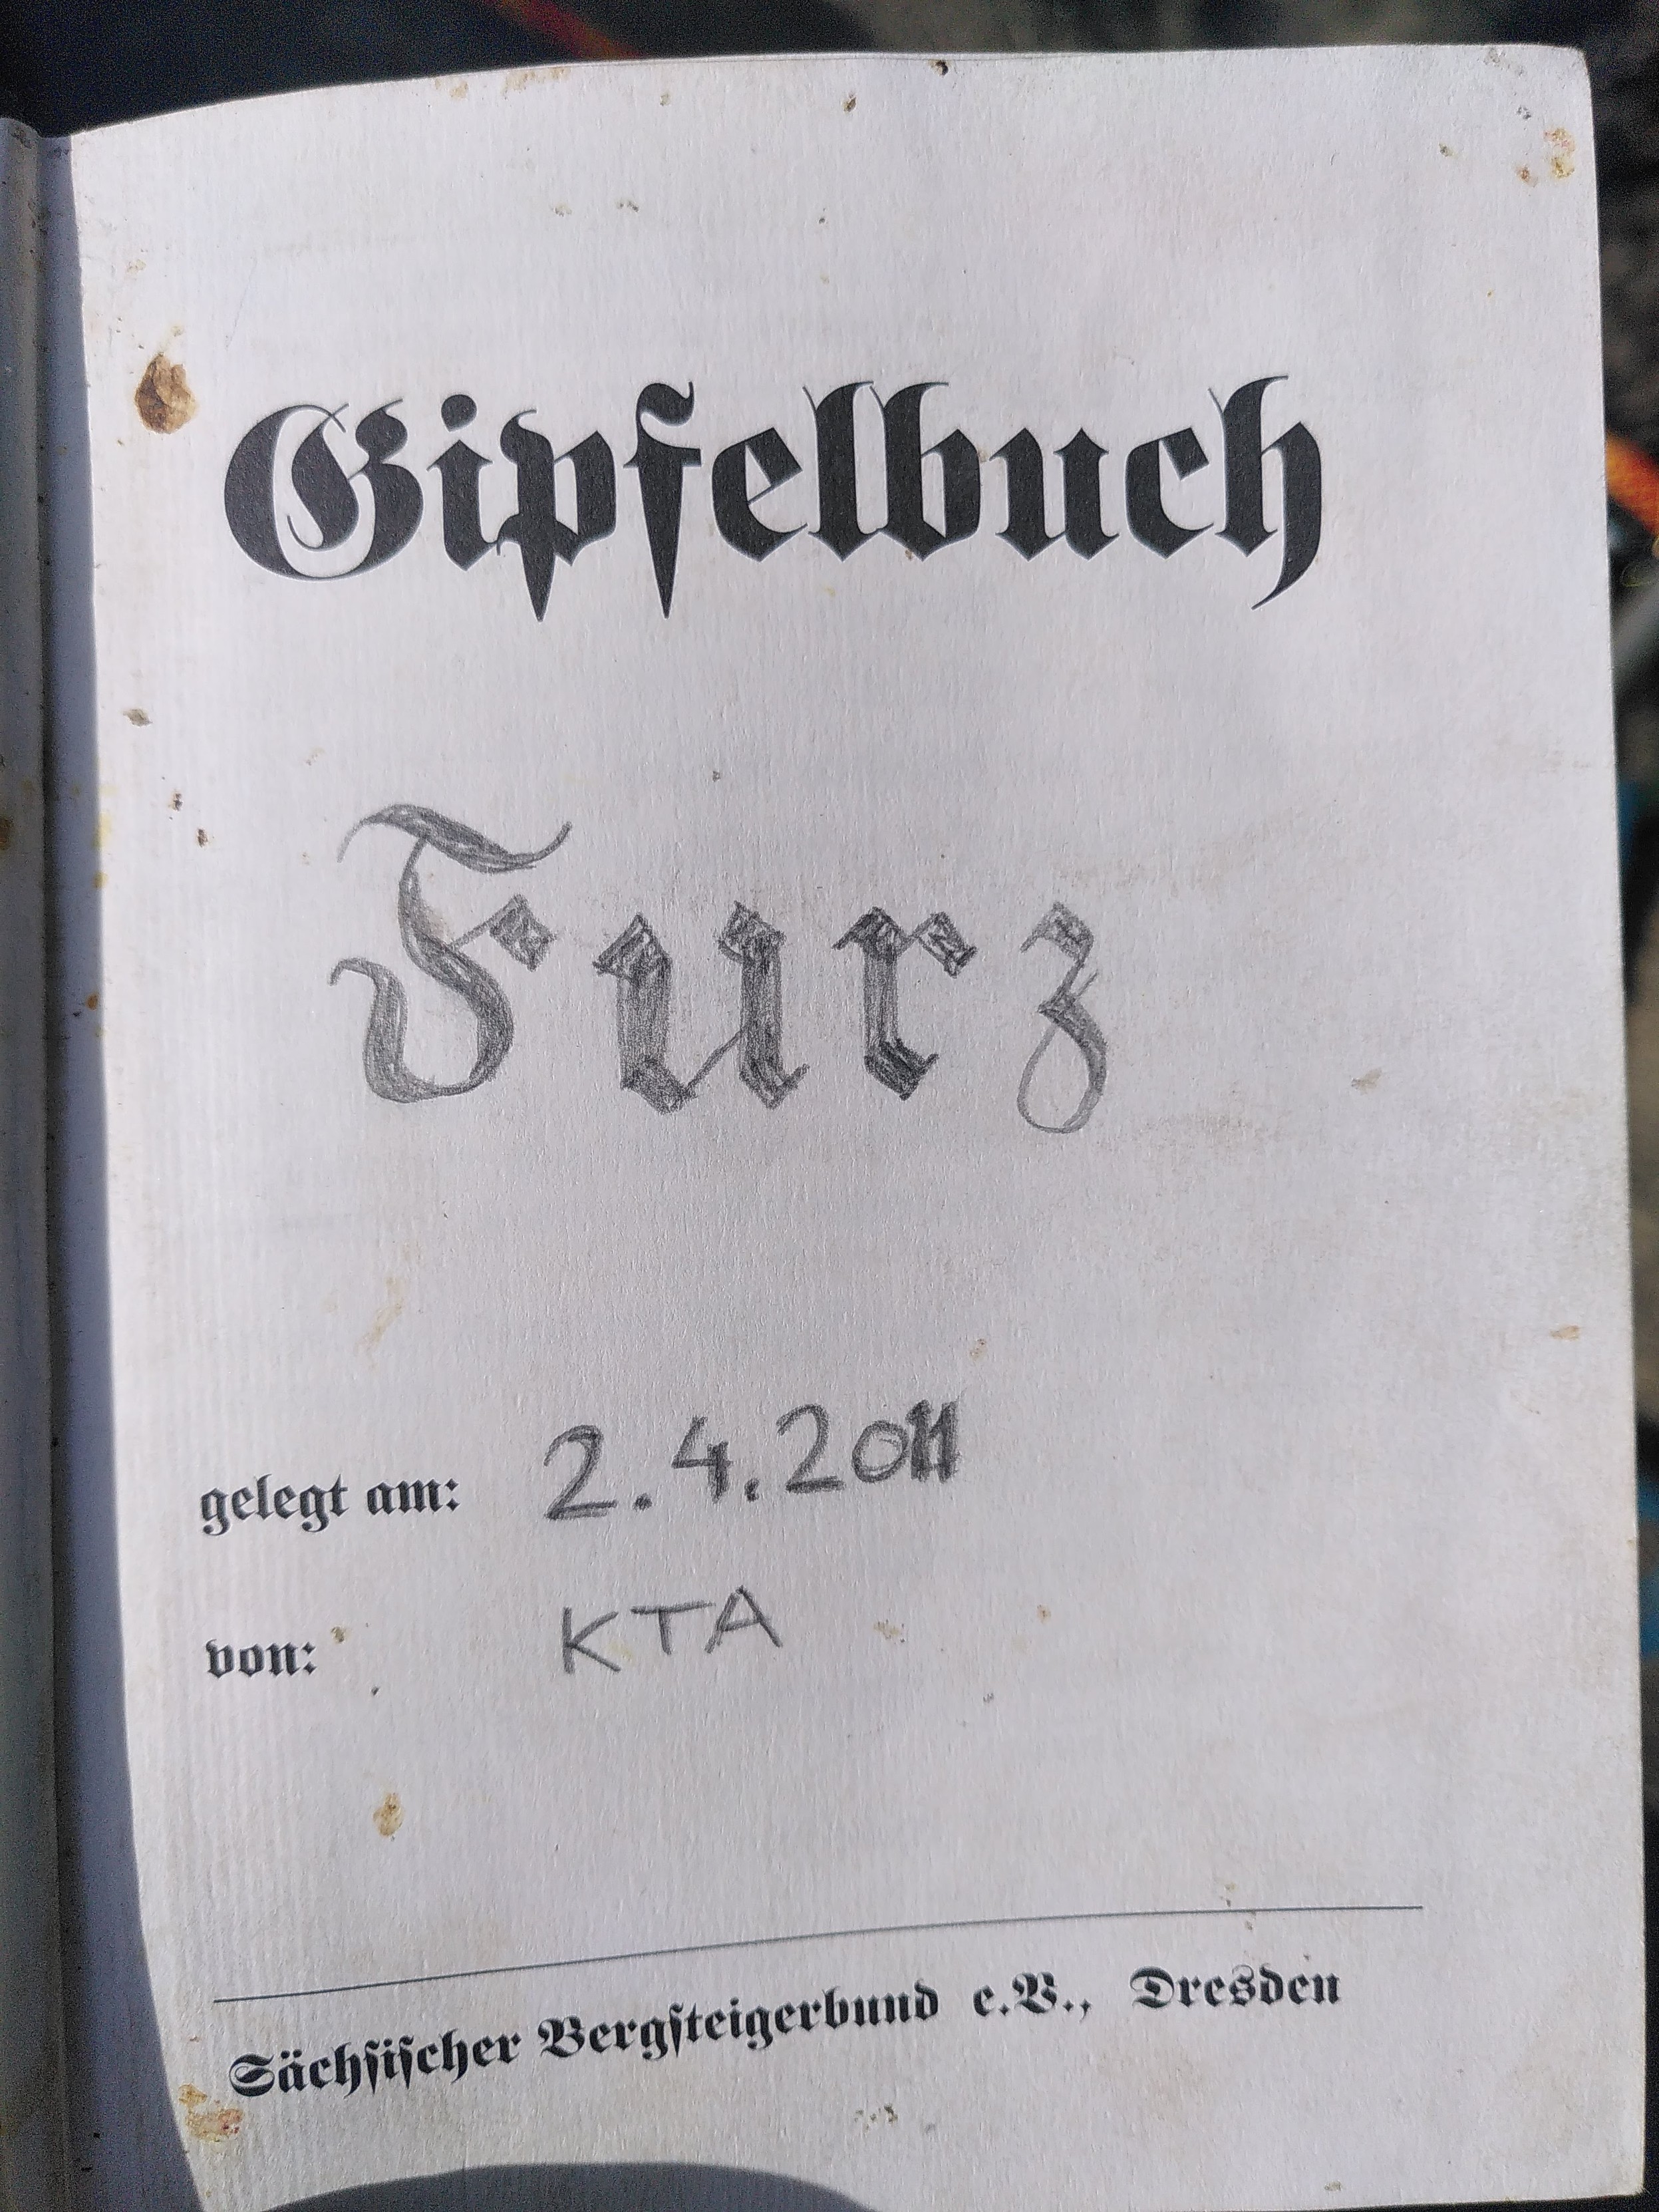 Gipfelbuch
Furz
gelegt am: 2.4.2011
von: KTA
Sächsischer Bergsteigerbund e.V., Dresden